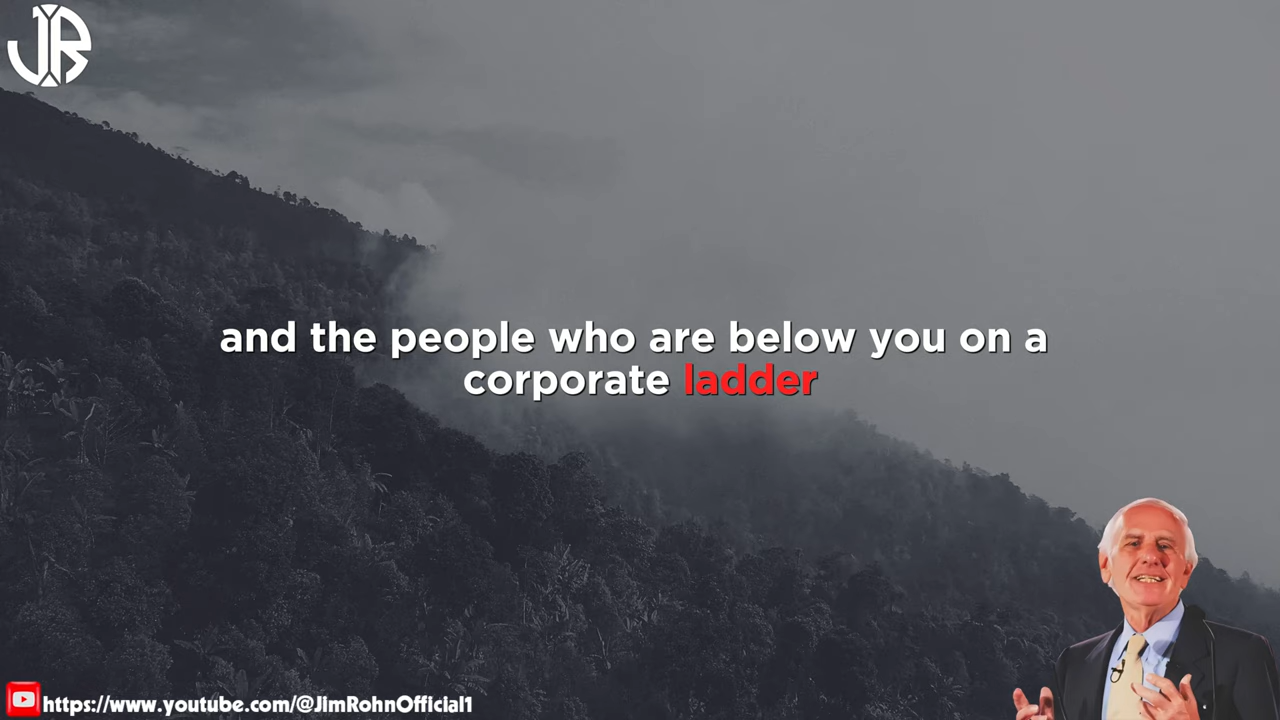 JR
and the people who are below you on a
corporate ladder
https://www.youtube.com/@JimRohnOfficial1